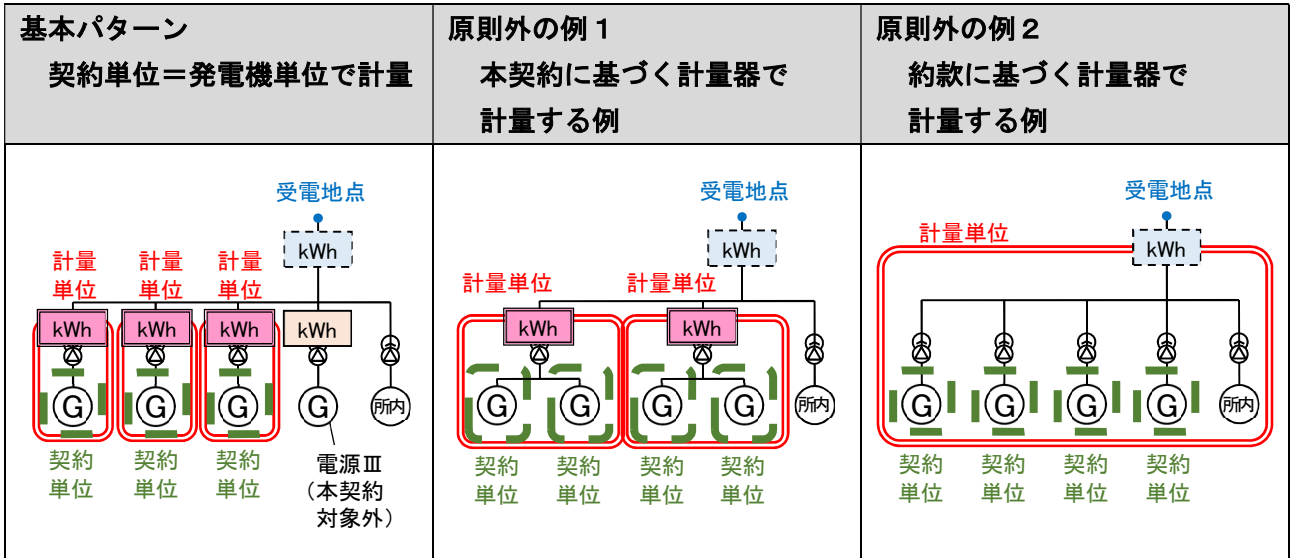 基本パターン
契約単位＝発電機単位で計量
原則外の例１
本契約に基づく計量器で
計量する例
原則外の例２
約款に基づく計量器で
計量する例
受電地点
kWh
計量
単位
計量
単位
計量
単位
kWh
kWh
kWh
kWh
G
G
G
G
所内
契約
単位
契約
単位
契約
単位
電源Ⅲ
（本契約
対象外）
受電地点
kWh
計量単位
計量単位
kWh
kWh
G
G
G
G
所内
契約
単位
契約
単位
契約
単位
契約
単位
受電地点
計量単位
kWh
G
G
G
G
所内
契約
単位
契約
単位
契約
単位
契約
単位